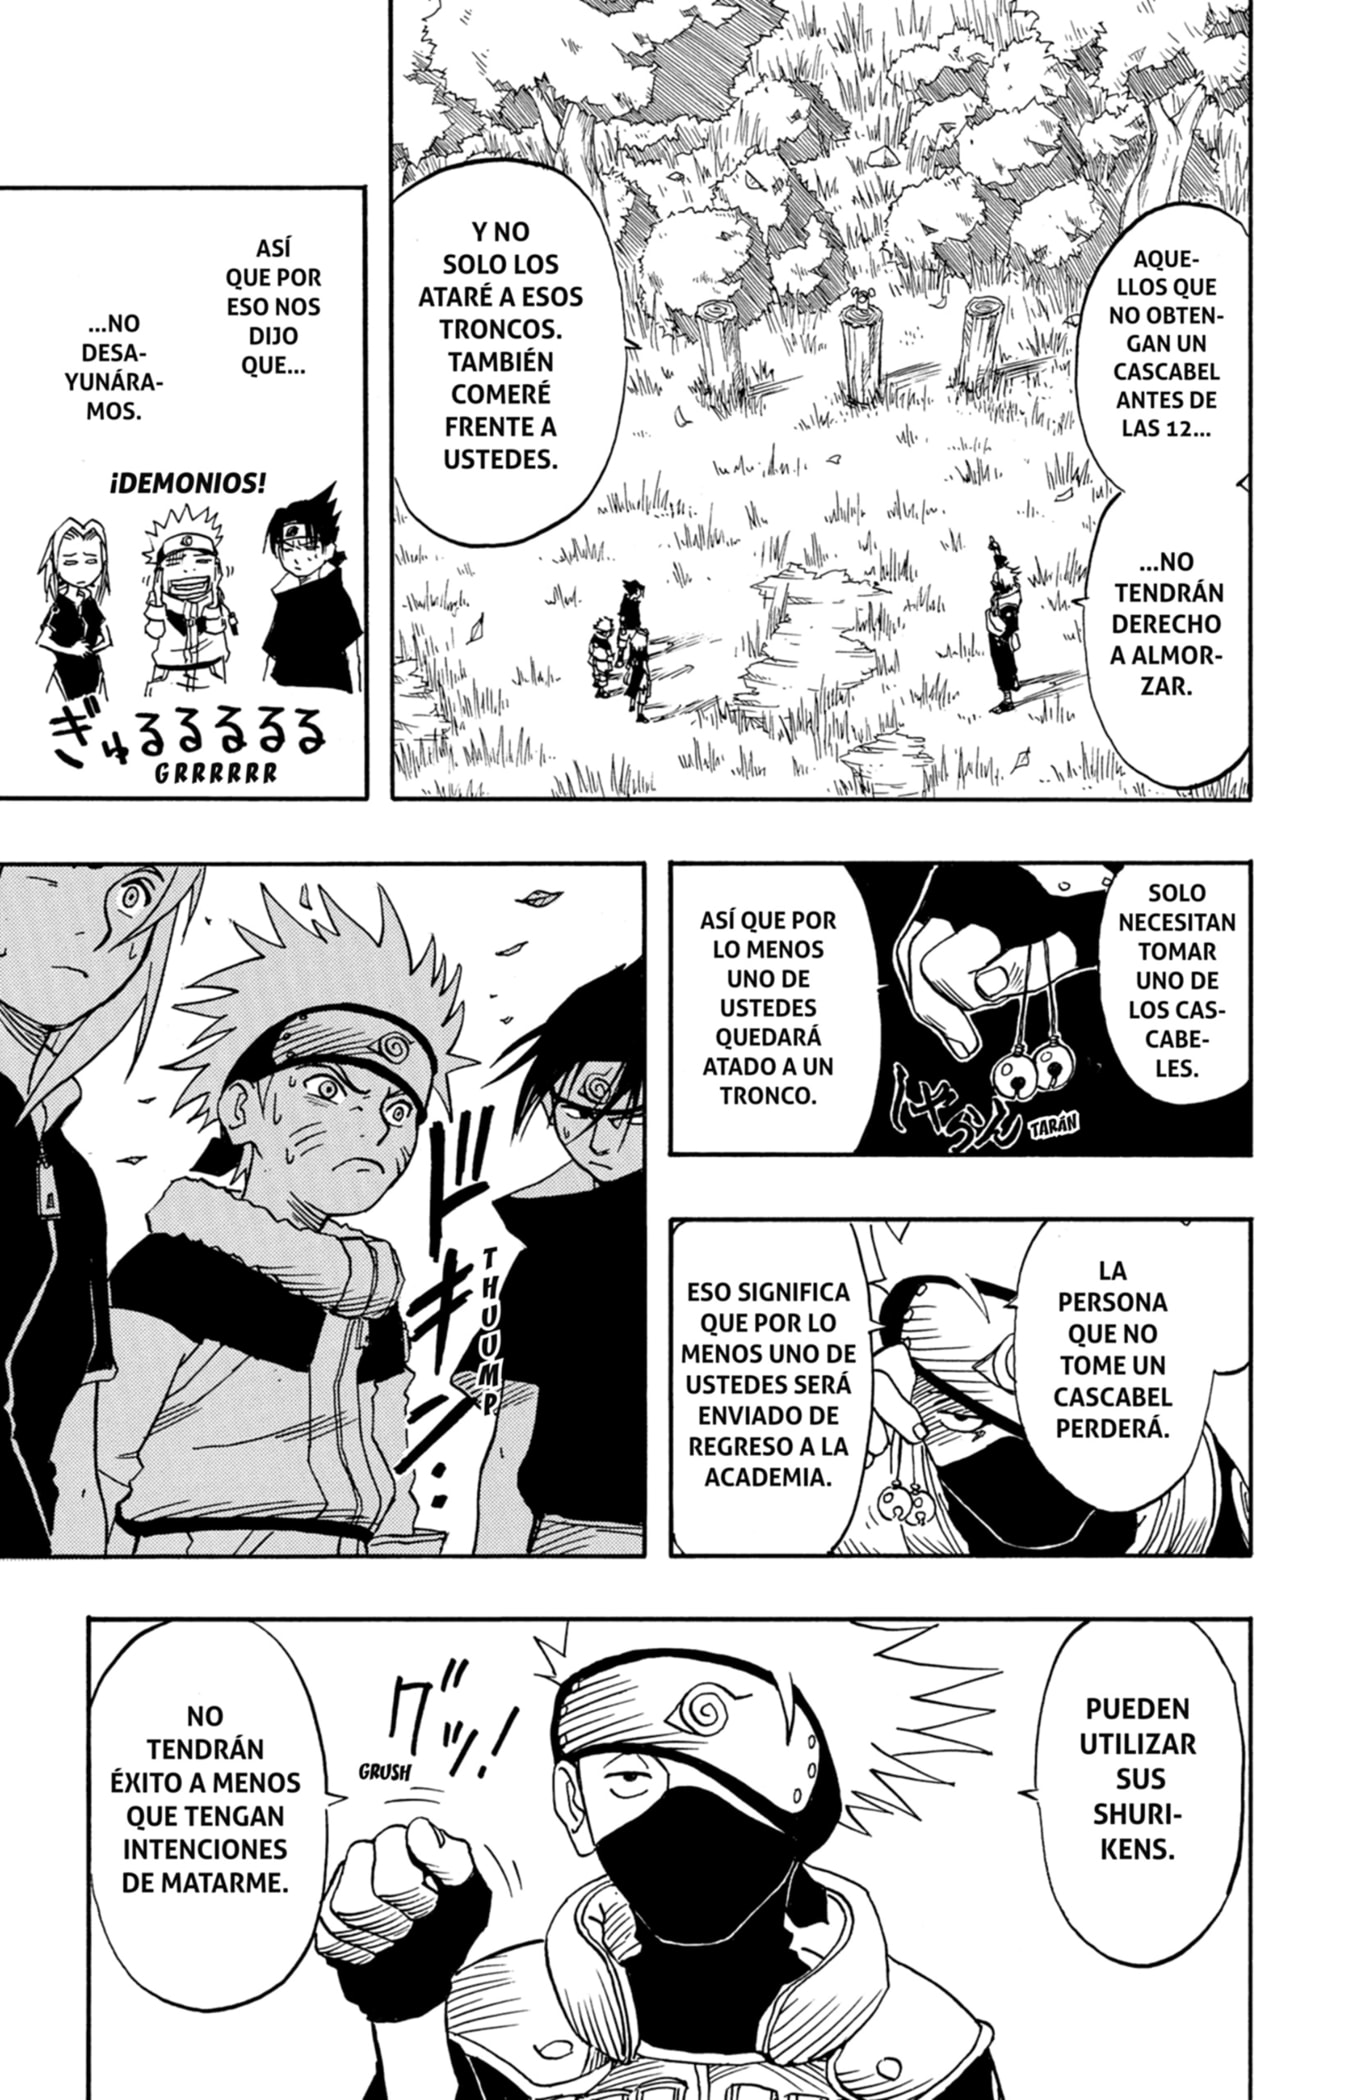 AQUE-
LLOS QUE
NO OBTEN-
GAN UN
CASCABEL
ANTES DE
LAS 12...
...NO
TENDRÁN
DERECHO
A ALMOR-
ZAR.
Y NO
SOLO LOS
ATARÉ A ESOS
TRONCOS.
TAMBIÉN
COMERÉ
FRENTE A
USTEDES.
ASÍ
QUE POR
ESO NOS
DIJO
QUE...
...NO
DESA-
YUNÁRA-
MOS.
¡DEMONIOS!
ぎゅるるるるる
GRRRRRR
SOLO
NECESITAN
TOMAR
UNO DE
LOS CAS-
CABE-
LES.
TARÁN
ASÍ QUE POR
LO MENOS
UNO DE
USTEDES
QUEDARÁ
ATADO A UN
TRONCO.
LA
PERSONA
QUE NO
TOME UN
CASCABEL
PERDERÁ.
ESO SIGNIFICA
QUE POR LO
MENOS UNO DE
USTEDES SERÁ
ENVIADO DE
REGRESO A LA
ACADEMIA.
ドキン:
THUUMP
PUEDEN
UTILIZAR
SUS
SHURI-
KENS.
グッ!
GRUSH
NO
TENDRÁN
ÉXITO A MENOS
QUE TENGAN
INTENCIONES
DE MATARME.